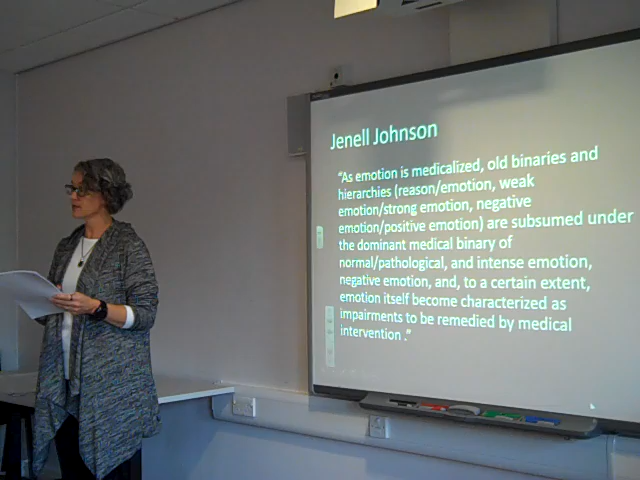 Jenell Johnson
"As emotion is medicalized, old binaries and
hierarchies (reason/emotion, weak
emotion/strong emotion, negative
emotion/positive emotion) are subsumed under
the dominant medical binary of
normal/pathological, and intense emotion,
negative emotion, and, to a certain extent,
emotion itself become characterized as
impairments to be remedied by medical
intervention ."